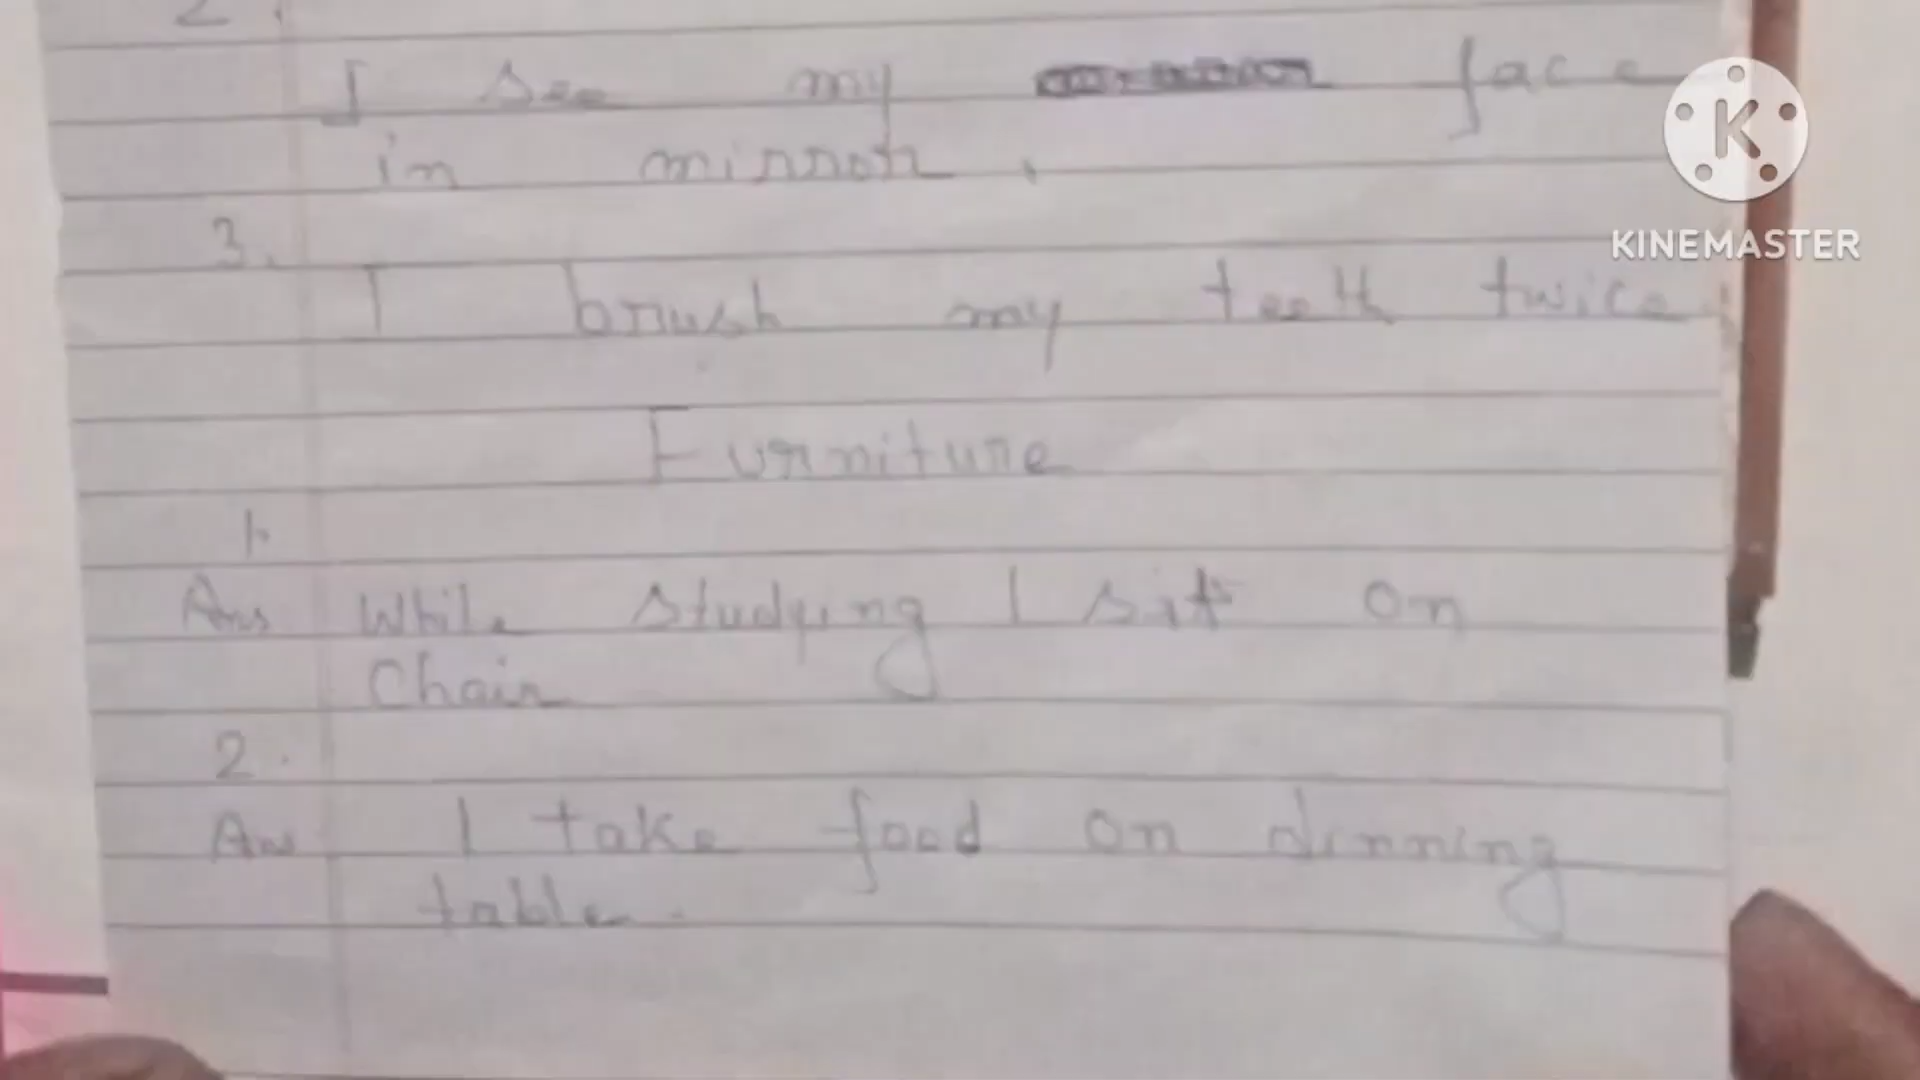 2.
I see my face
in mirror.
3.
I brush my teeth twice
Furniture
1.
Ans While studying I sit on
Chair
2.
Ans I take food on dinning
table.
KINEMASTER